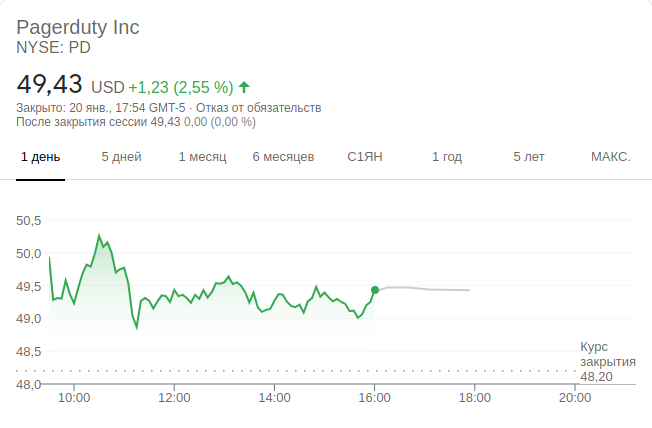 Pagerduty Inc
NYSE: PD
49,43 USD +1,23 (2,55 %)
Закрыто: 20 янв., 17:54 GMT-5 · Отказ от обязательств
После закрытия сессии 49,43 0,00 (0,00 %)
1 день 5 дней 1 месяц 6 месяцев С1ЯН 1 год 5 лет МАКС.
50,5
50,0
49,5
49,0
48,5
Курс
закрытия
48,20
48,0
10:00 12:00 14:00 16:00 18:00 20:00